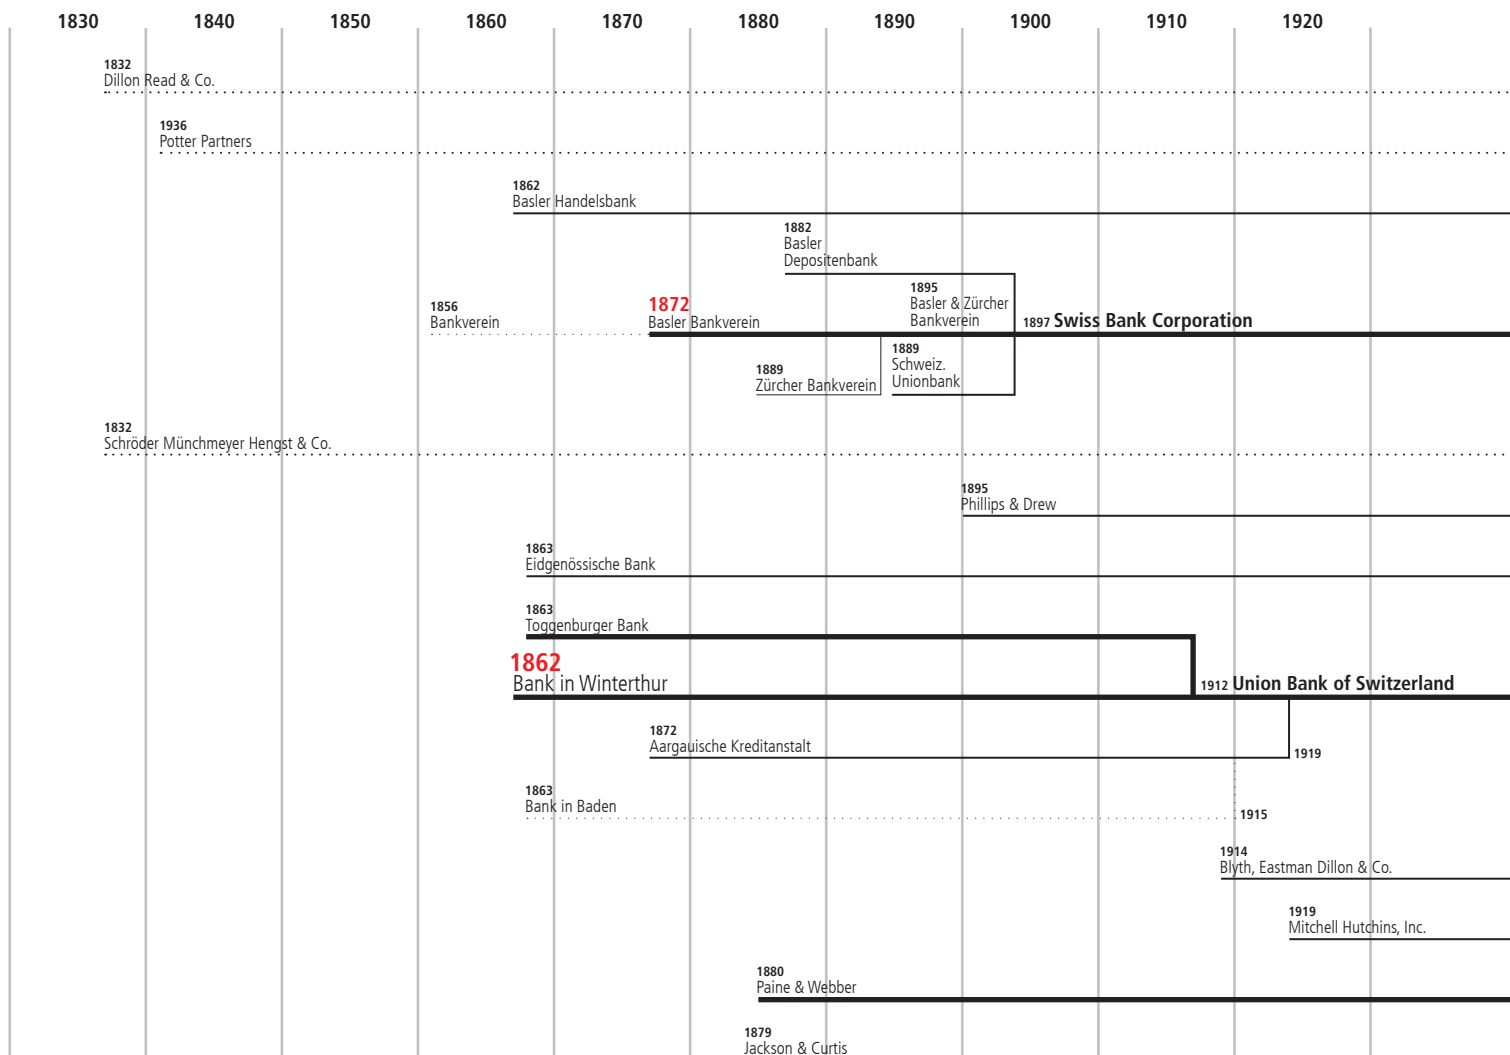 1830 1840 1850 1860 1870 1880 1890 1900 1910 1920
1832
Dillon Read & Co.
1936
Potter Partners
1862
Basler Handelsbank
1882
Basler
Depositenbank
1856
Bankverein
1872
Basler Bankverein
1895
Basler & Zürcher
Bankverein
1897 Swiss Bank Corporation
1889
Zürcher Bankverein
1889
Schweiz.
Unionbank
1832
Schröder Münchmeyer Hengst & Co.
1895
Phillips & Drew
1863
Eidgenössische Bank
1863
Toggenburger Bank
1862
Bank in Winterthur
1912 Union Bank of Switzerland
1872
Aargauische Kreditanstalt
1919
1863
Bank in Baden
1915
1914
Blyth, Eastman Dillon & Co.
1919
Mitchell Hutchins, Inc.
1880
Paine & Webber
1879
Jackson & Curtis